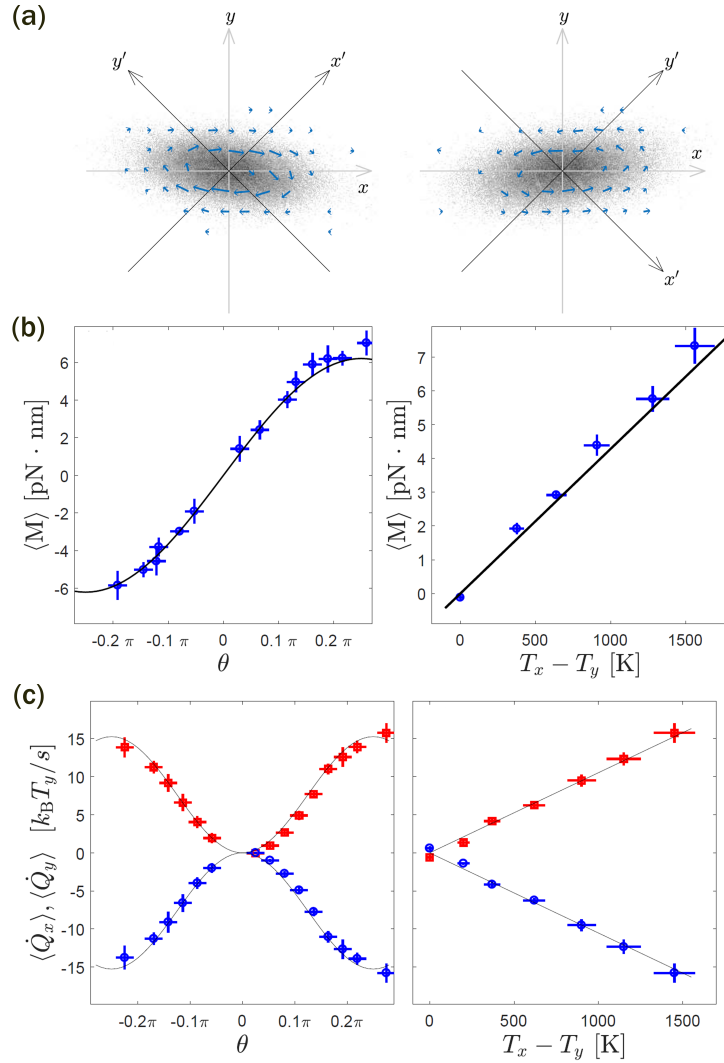 (a)
y
y′
x′
x
y
y′
x
x′
(b)
⟨M⟩ [pN · nm]
6
4
2
0
-2
-4
-6
-0.2 π
-0.1 π
0
0.1 π
0.2 π
θ
⟨M⟩ [pN · nm]
7
6
5
4
3
2
1
0
0
500
1000
1500
T_x − T_y [K]
(c)
⟨Q̇_x⟩, ⟨Q̇_y⟩ [k_B T_y/s]
15
10
5
0
-5
-10
-15
-0.2π
-0.1π
0
0.1π
0.2π
θ
0
500
1000
1500
T_x − T_y [K]